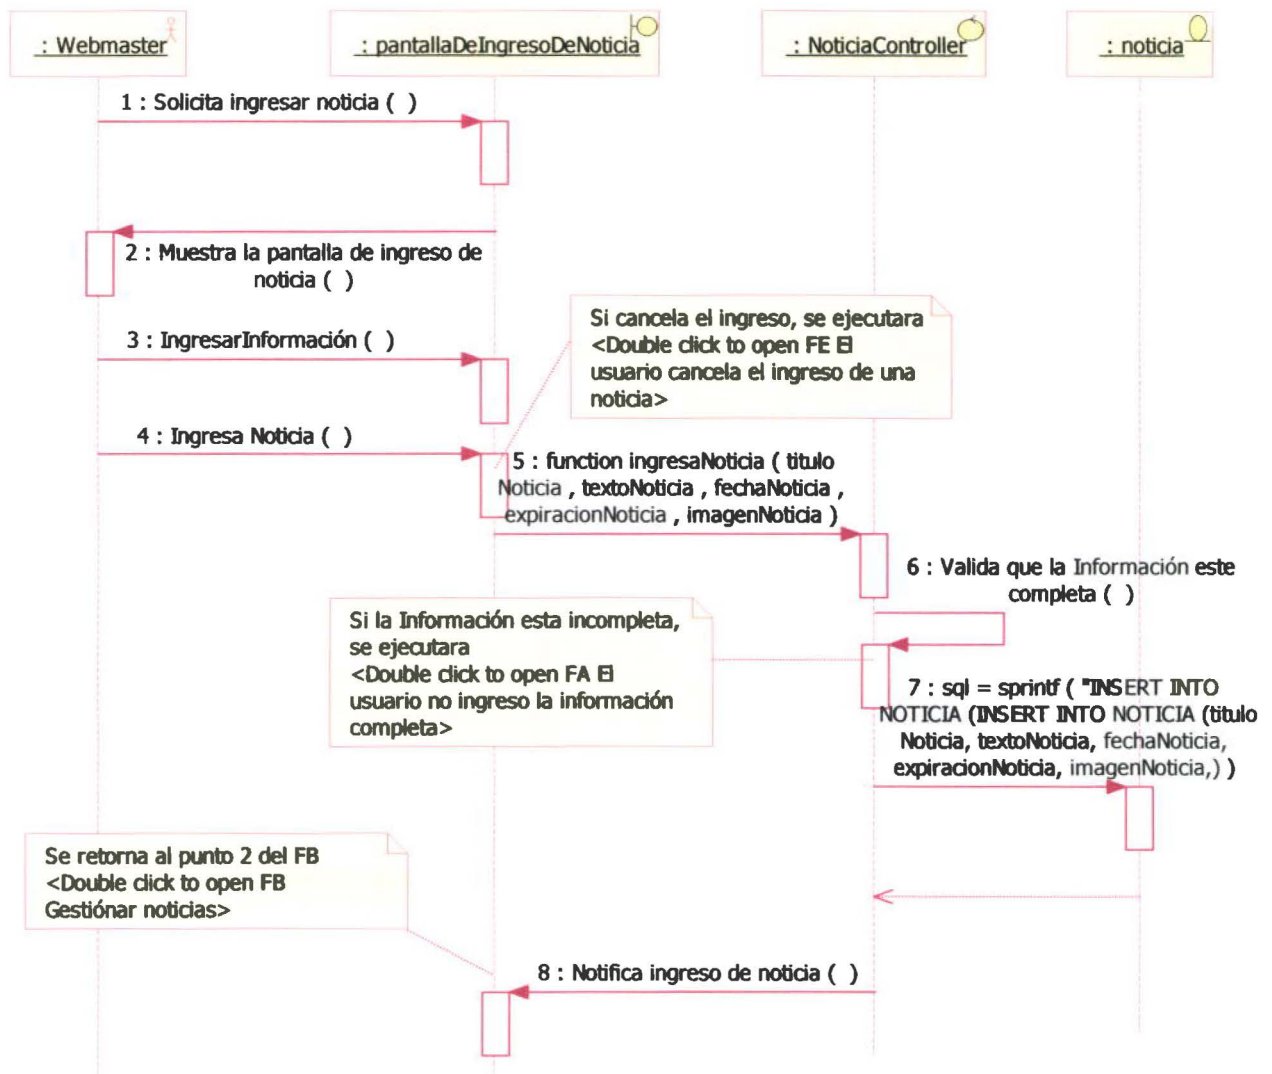 : Webmaster
: pantallaDeIngresoDeNoticia
: NoticiaController
: noticia
1 : Solicita ingresar noticia ( )
2 : Muestra la pantalla de ingreso de
noticia ( )
3 : IngresarInformación ( )
Si cancela el ingreso, se ejecutara
<Double click to open FE El
usuario cancela el ingreso de una
noticia>
4 : Ingresa Noticia ( )
5 : function ingresaNoticia ( titulo
Noticia , textoNoticia , fechaNoticia ,
expiracionNoticia , imagenNoticia )
6 : Valida que la Información este
completa ( )
Si la Información esta incompleta,
se ejecutara
<Double click to open FA El
usuario no ingreso la información
completa>
7 : sql = sprintf ( "INSERT INTO
NOTICIA (INSERT INTO NOTICIA (titulo
Noticia, textoNoticia, fechaNoticia,
expiracionNoticia, imagenNoticia,) )
Se retorna al punto 2 del FB
<Double click to open FB
Gestiónar noticias>
8 : Notifica ingreso de noticia ( )